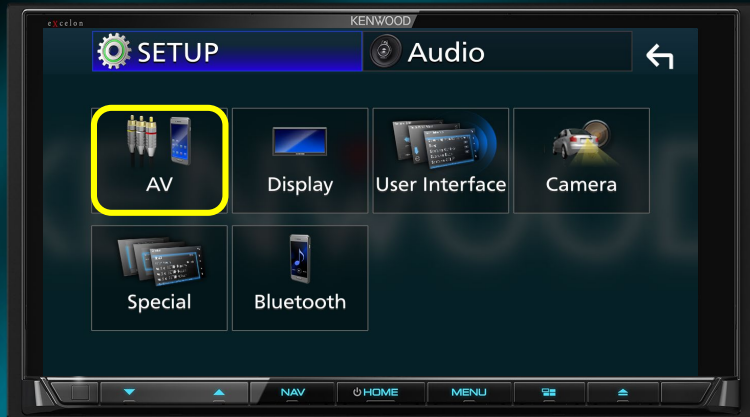 eXcelon
KENWOOD
SETUP
Audio
AV
Display
User Interface
Camera
Special
Bluetooth
NAV
HOME
MENU